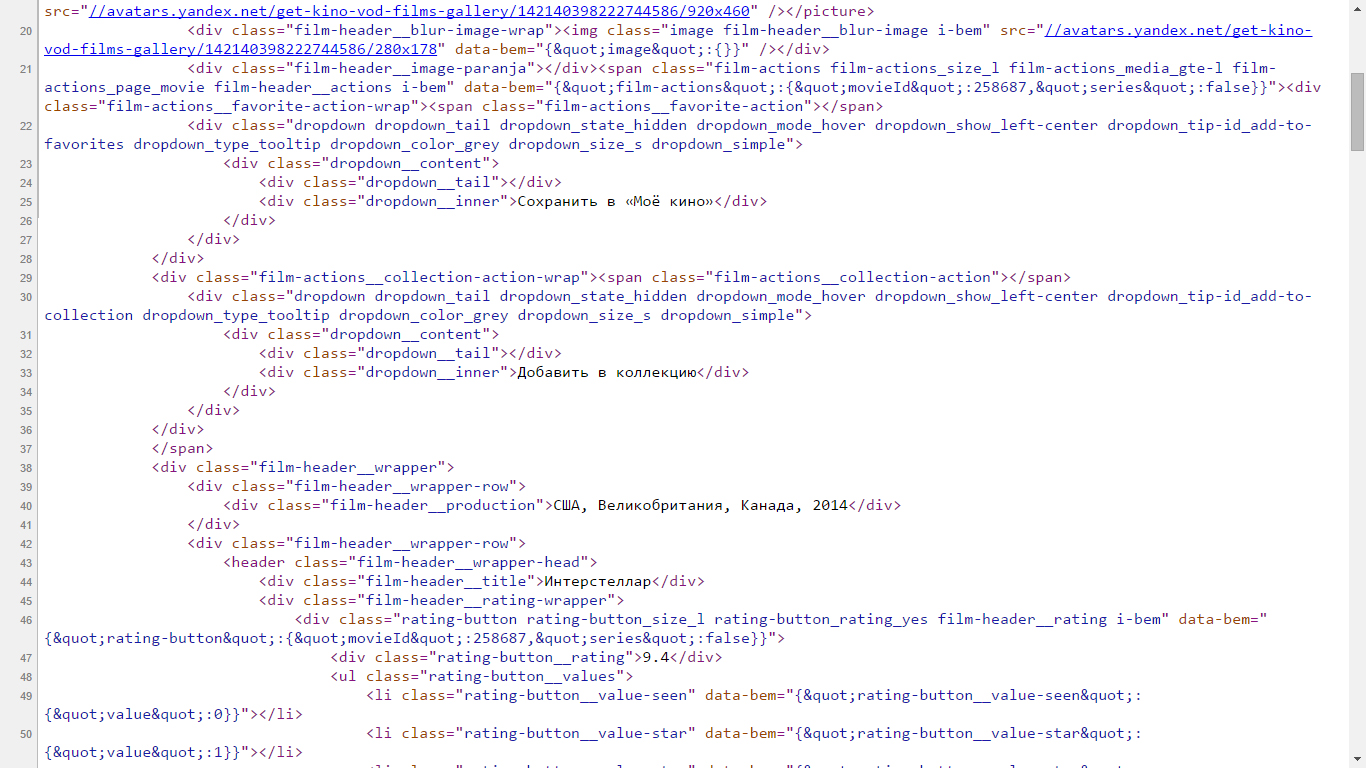 src="//avatars.yandex.net/get-kino-vod-films-gallery/142140398222744586/920x460" /></picture>
20 <div class="film-header__blur-image-wrap"><img class="image film-header__blur-image i-bem" src="//avatars.yandex.net/get-kino-
vod-films-gallery/142140398222744586/280x178" data-bem="{&quot;image&quot;:{}}" /></div>
21 <div class="film-header__image-paranja"></div><span class="film-actions film-actions_size_l film-actions_media_gte-l film-
actions_page_movie film-header__actions i-bem" data-bem="{&quot;film-actions&quot;:{&quot;movieId&quot;:258687,&quot;series&quot;:false}}"><div
class="film-actions__favorite-action-wrap"><span class="film-actions__favorite-action"></span>
22 <div class="dropdown dropdown_tail dropdown_state_hidden dropdown_mode_hover dropdown_show_left-center dropdown_tip-id_add-to-
favorites dropdown_type_tooltip dropdown_color_grey dropdown_size_s dropdown_simple">
23 <div class="dropdown__content">
24 <div class="dropdown__tail"></div>
25 <div class="dropdown__inner">Сохранить в «Моё кино»</div>
26 </div>
27 </div>
28 </div>
29 <div class="film-actions__collection-action-wrap"><span class="film-actions__collection-action"></span>
30 <div class="dropdown dropdown_tail dropdown_state_hidden dropdown_mode_hover dropdown_show_left-center dropdown_tip-id_add-to-
collection dropdown_type_tooltip dropdown_color_grey dropdown_size_s dropdown_simple">
31 <div class="dropdown__content">
32 <div class="dropdown__tail"></div>
33 <div class="dropdown__inner">Добавить в коллекцию</div>
34 </div>
35 </div>
36 </div>
37 </span>
38 <div class="film-header__wrapper">
39 <div class="film-header__wrapper-row">
40 <div class="film-header__production">США, Великобритания, Канада, 2014</div>
41 </div>
42 <div class="film-header__wrapper-row">
43 <header class="film-header__wrapper-head">
44 <div class="film-header__title">Интерстеллар</div>
45 <div class="film-header__rating-wrapper">
46 <div class="rating-button rating-button_size_l rating-button_rating_yes film-header__rating i-bem" data-bem="
{&quot;rating-button&quot;:{&quot;movieId&quot;:258687,&quot;series&quot;:false}}">
47 <div class="rating-button__rating">9.4</div>
48 <ul class="rating-button__values">
49 <li class="rating-button__value-seen" data-bem="{&quot;rating-button__value-seen&quot;:
{&quot;value&quot;:0}}"></li>
50 <li class="rating-button__value-star" data-bem="{&quot;rating-button__value-star&quot;:
{&quot;value&quot;:1}}"></li>